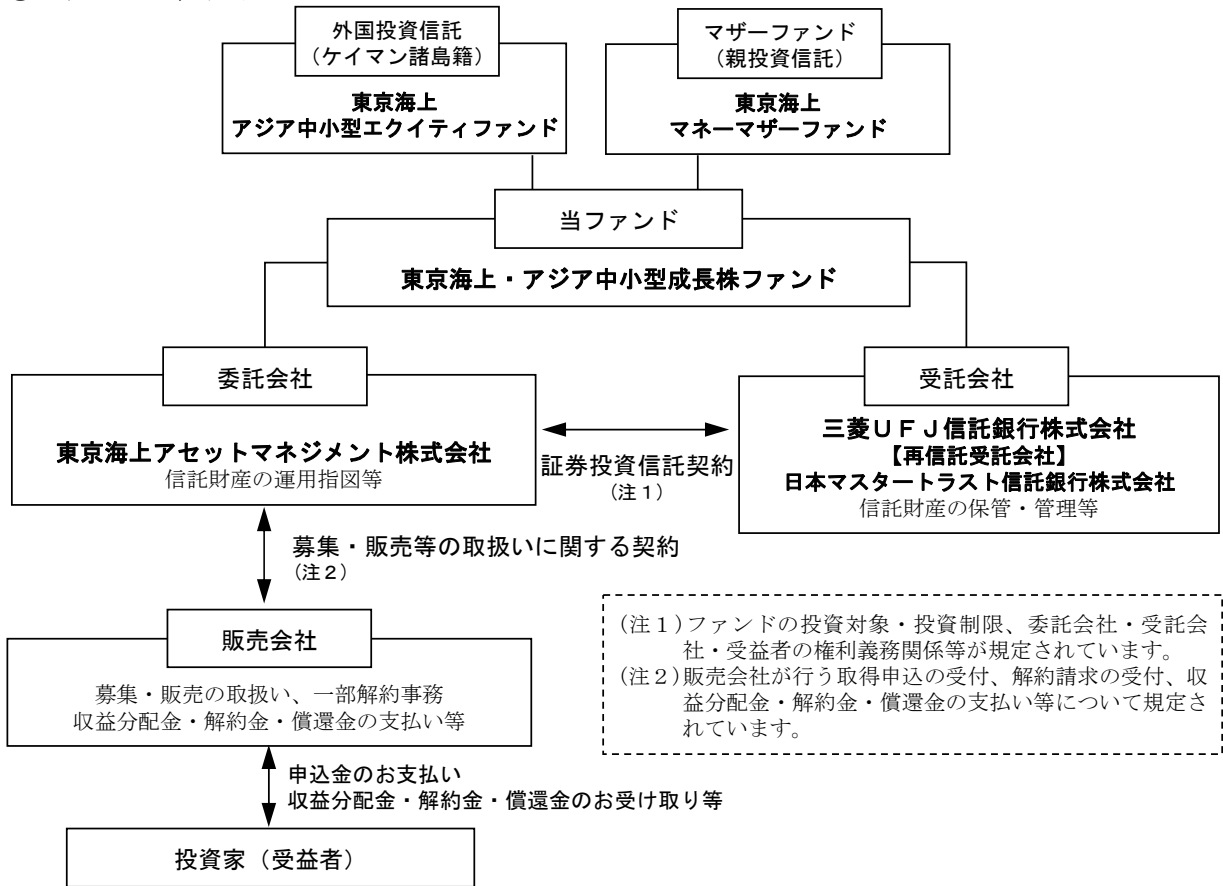 外国投資信託
(ケイマン諸島籍)
東京海上
アジア中小型エクイティファンド
マザーファンド
(親投資信託)
東京海上
マネーマザーファンド
当ファンド
東京海上・アジア中小型成長株ファンド
委託会社
東京海上アセットマネジメント株式会社
信託財産の運用指図等
証券投資信託契約
(注1)
受託会社
三菱UFJ信託銀行株式会社
【再信託受託会社】
日本マスタートラスト信託銀行株式会社
信託財産の保管・管理等
募集・販売等の取扱いに関する契約
(注2)
販売会社
募集・販売の取扱い、一部解約事務
収益分配金・解約金・償還金の支払い等
(注1)ファンドの投資対象・投資制限、委託会社・受託会
社・受益者の権利義務関係等が規定されています。
(注2)販売会社が行う取得申込の受付、解約請求の受付、収
益分配金・解約金・償還金の支払い等について規定さ
れています。
申込金のお支払い
収益分配金・解約金・償還金のお受け取り等
投資家(受益者)